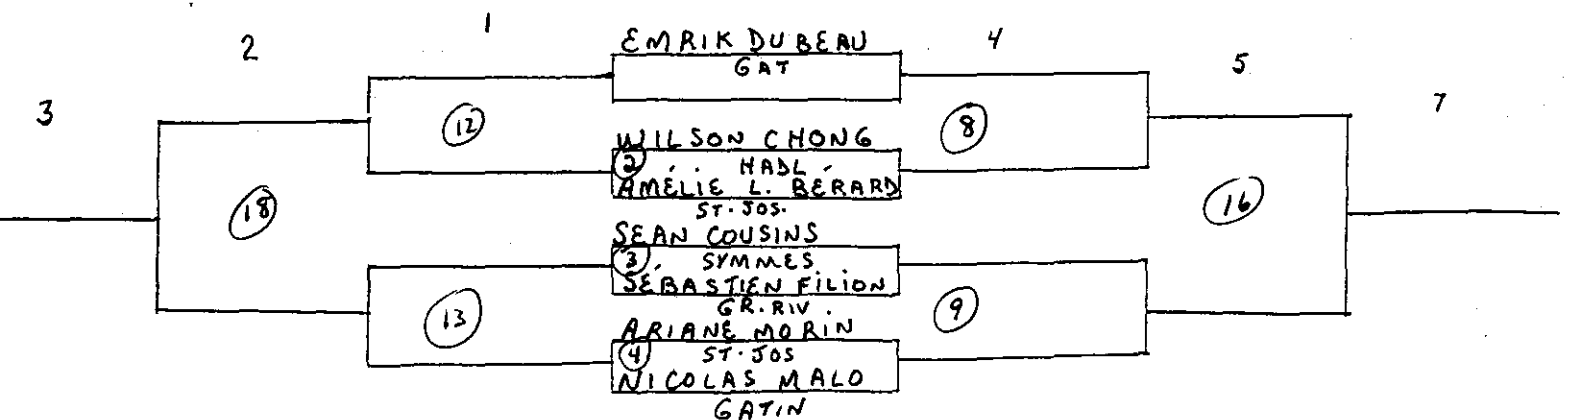 1
2
3
EMRIK DUBEAU
GAT
4
5
7
12
8
WILSON CHONG
2
HADL
AMÉLIE L. BÉRARD
ST. JOS.
18
16
SEAN COUSINS
3 SYMMES
SÉBASTIEN FILION
GR. RIV.
13
9
ARIANE MORIN
4 ST. JOS
NICOLAS MALO
GATIN